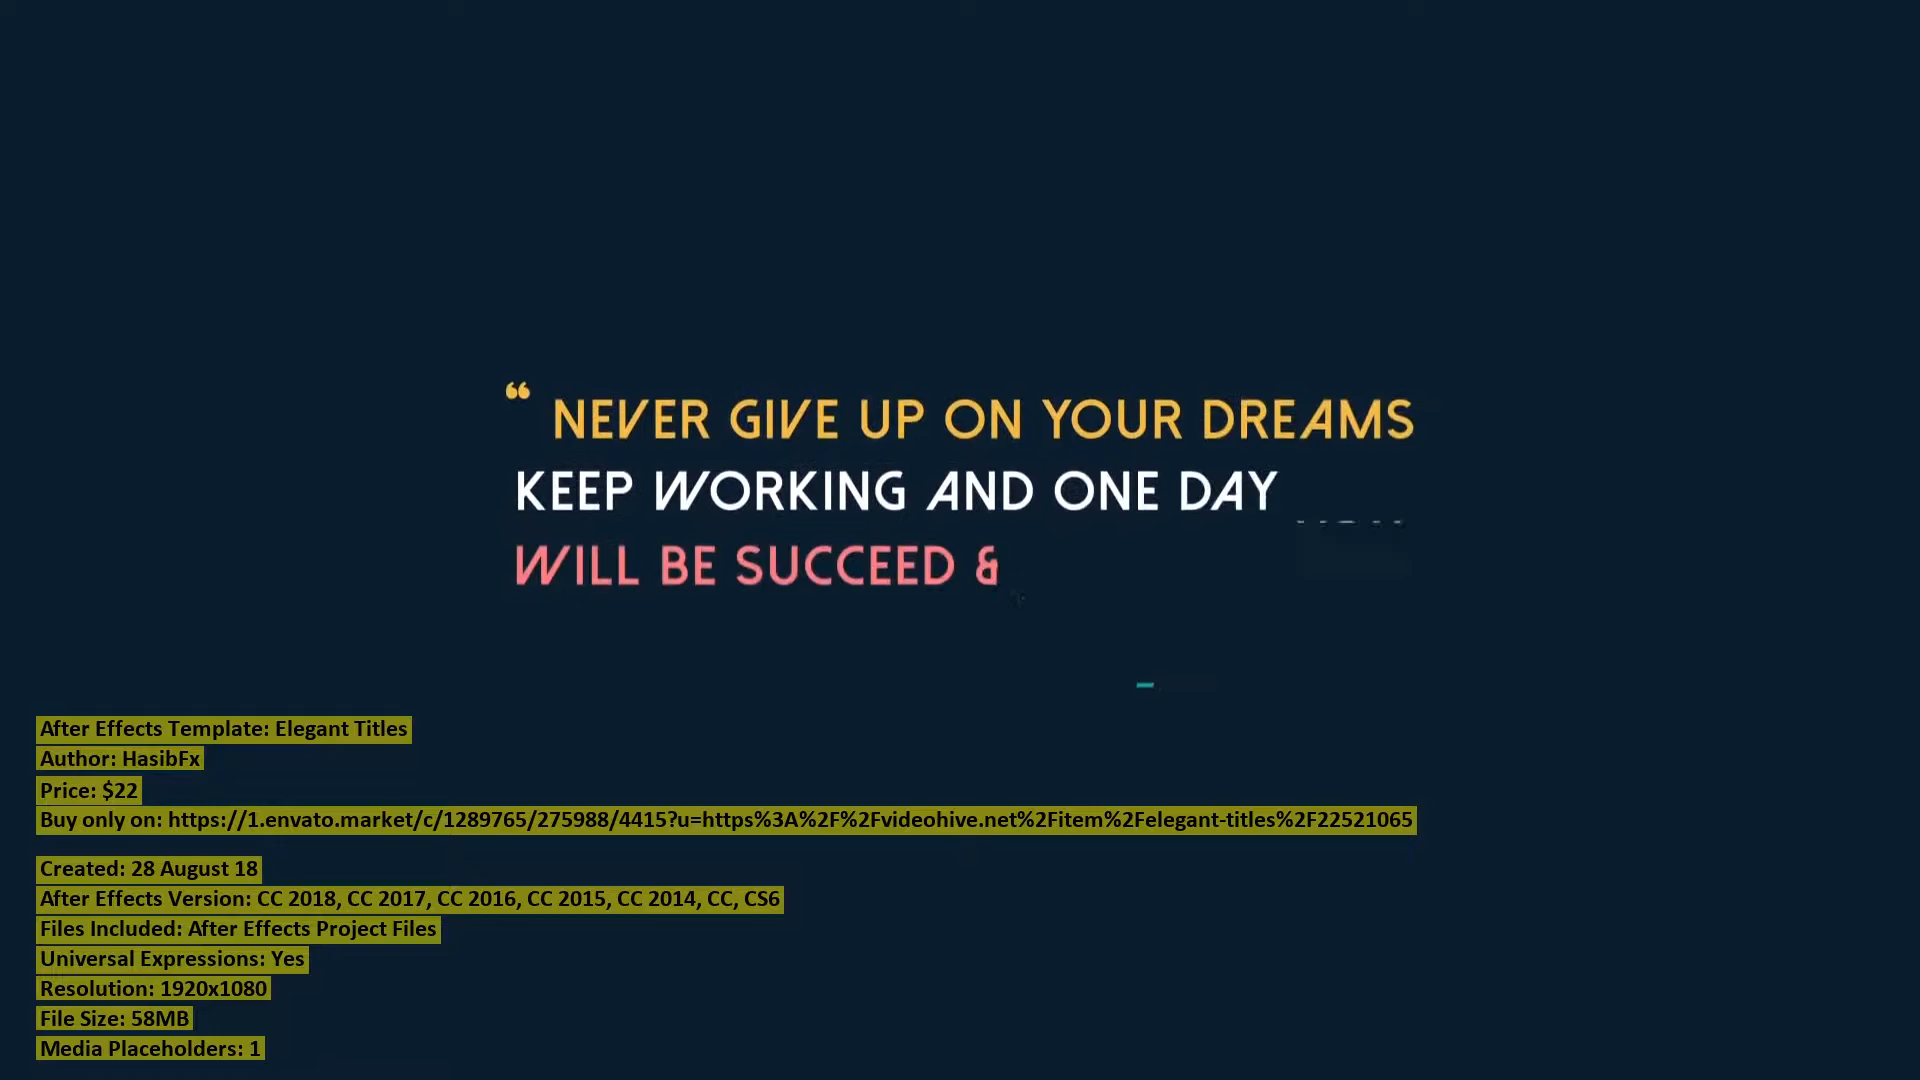 ❝ NEVER GIVE UP ON YOUR DREAMS
KEEP WORKING AND ONE DAY
WILL BE SUCCEED &
After Effects Template: Elegant Titles
Author: HasibFx
Price: $22
Buy only on: https://1.envato.market/c/1289765/275988/4415?u=https%3A%2F%2Fvideohive.net%2Fitem%2Felegant-titles%2F22521065
Created: 28 August 18
After Effects Version: CC 2018, CC 2017, CC 2016, CC 2015, CC 2014, CC, CS6
Files Included: After Effects Project Files
Universal Expressions: Yes
Resolution: 1920x1080
File Size: 58MB
Media Placeholders: 1